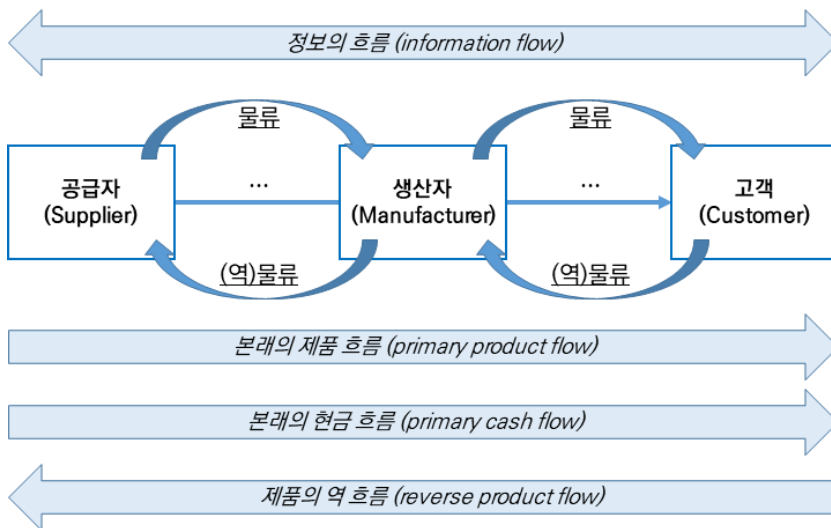 정보의 흐름 (information flow)
물류
물류
공급자
(Supplier)
...
생산자
(Manufacturer)
...
고객
(Customer)
(역)물류
(역)물류
본래의 제품 흐름 (primary product flow)
본래의 현금 흐름 (primary cash flow)
제품의 역 흐름 (reverse product flow)